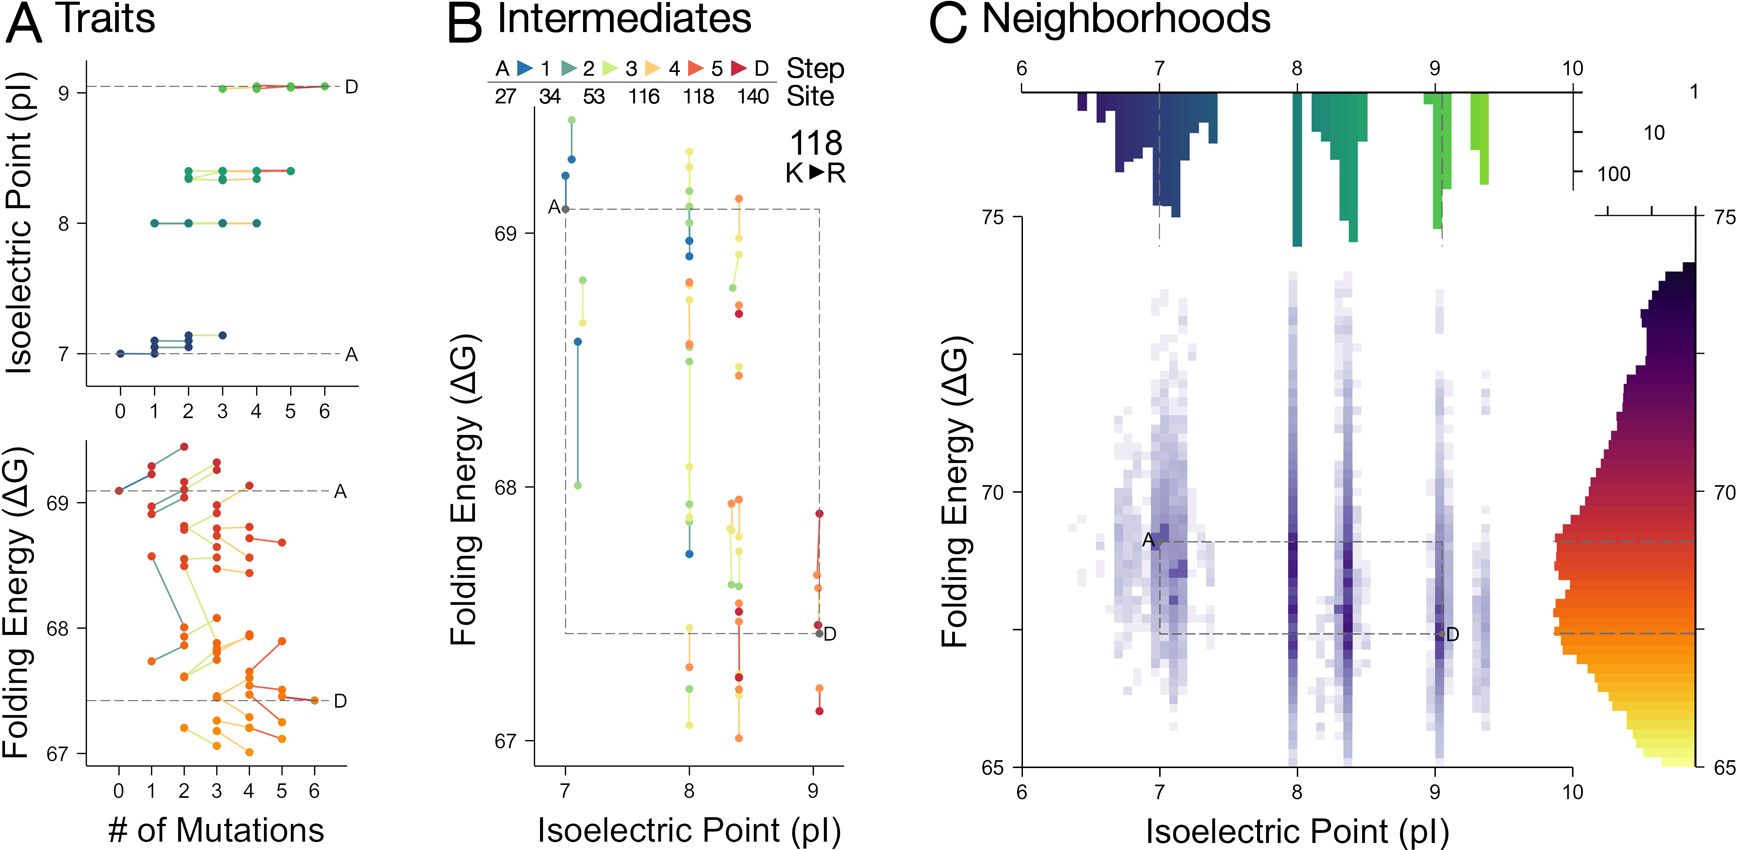 A Traits
Isoelectric Point (pI)
9
8
7
D
A
0 1 2 3 4 5 6
Folding Energy (ΔG)
69
68
67
A
D
0 1 2 3 4 5 6
# of Mutations
B Intermediates
A ▶ 1 ▶ 2 ▶ 3 ▶ 4 ▶ 5 ▶ D Step
27 34 53 116 118 140 Site
118
K▶R
Folding Energy (ΔG)
69
68
67
A
D
7 8 9
Isoelectric Point (pI)
C Neighborhoods
6 7 8 9 10
1
10
100
75
70
65
Folding Energy (ΔG)
A
D
75
70
65
6 7 8 9 10
Isoelectric Point (pI)